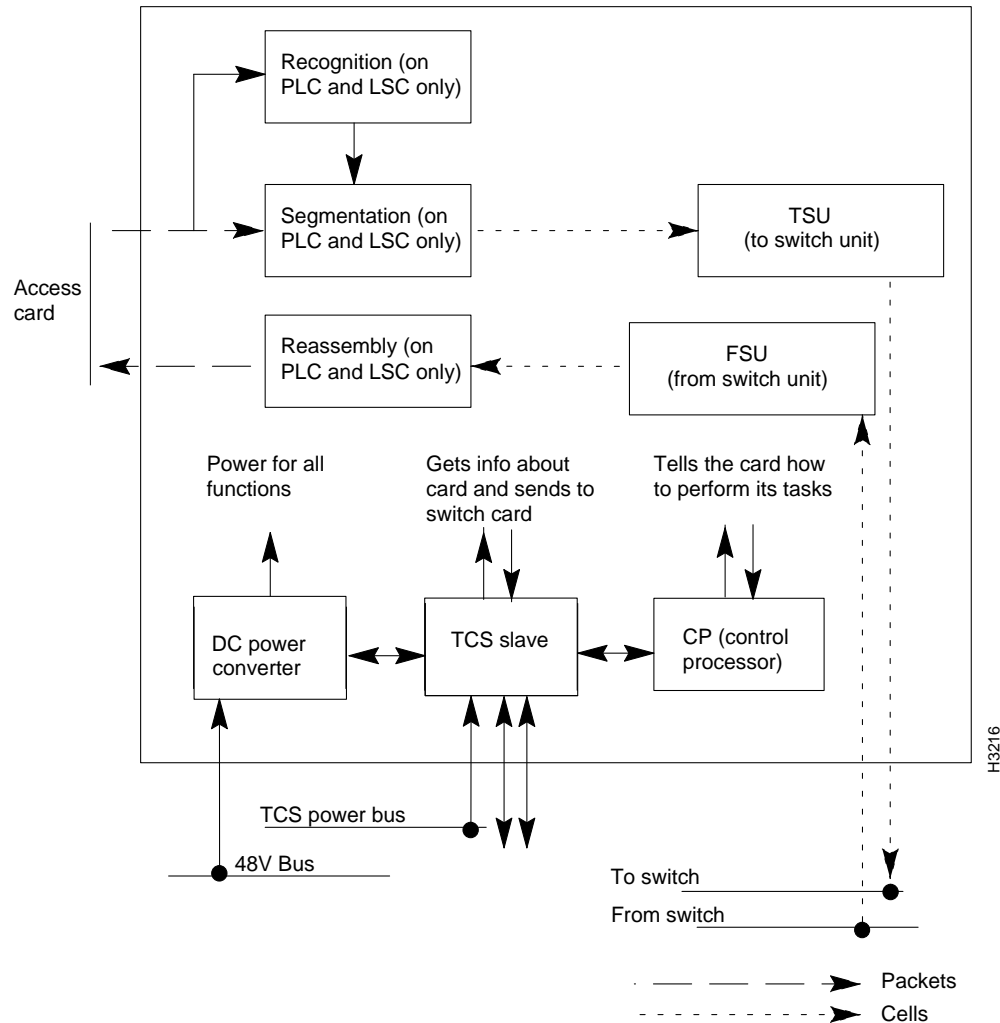 Recognition (on
PLC and LSC only)
Segmentation (on
PLC and LSC only)
TSU
(to switch unit)
Access
card
Reassembly (on
PLC and LSC only)
FSU
(from switch unit)
Power for all
functions
Gets info about
card and sends to
switch card
Tells the card how
to perform its tasks
DC power
converter
TCS slave
CP (control
processor)
H3216
TCS power bus
48V Bus
To switch
From switch
Packets
Cells